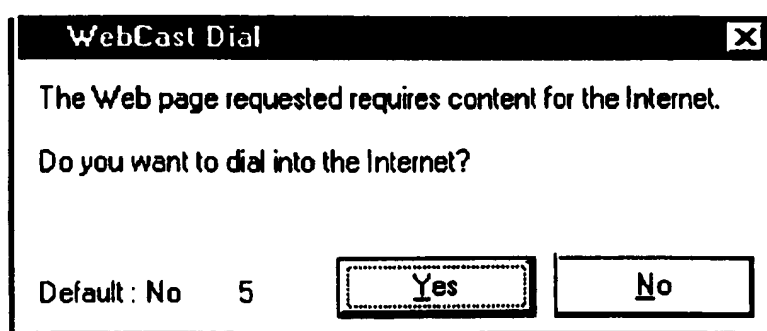 WebCast Dial
The Web page requested requires content for the Internet.
Do you want to dial into the Internet?
Default : No 5 Yes No